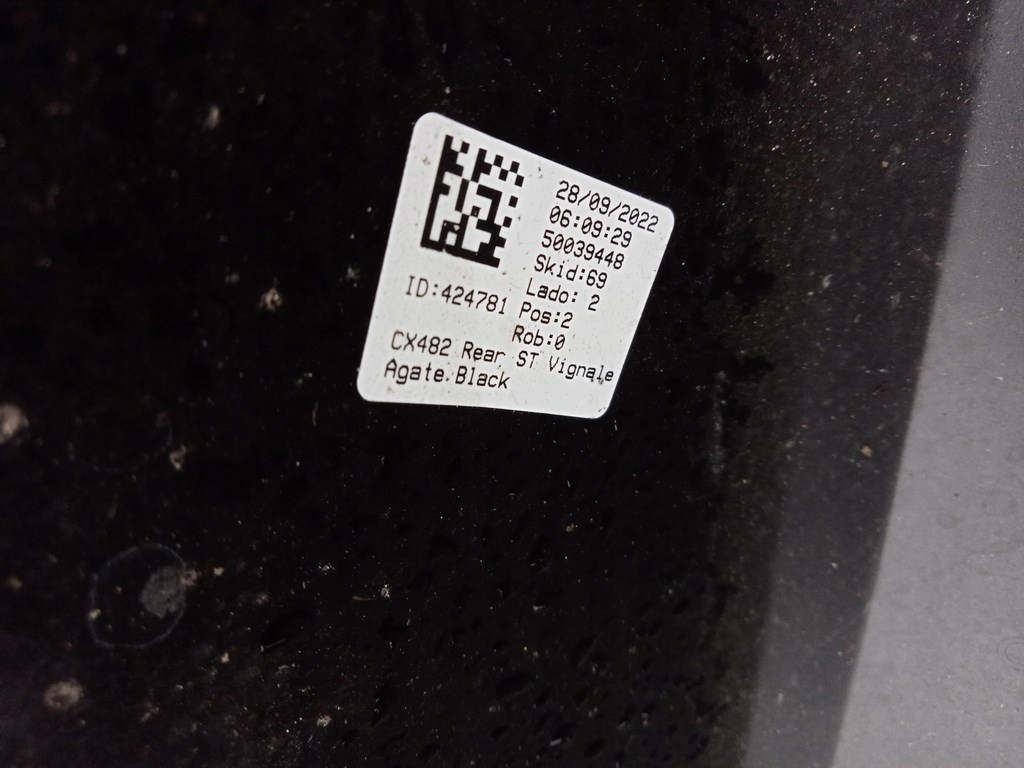 28/09/2022
06:09:29
50039448
Skid:69
Lado: 2
ID:424781 Pos:2
Rob:0
CX482 Rear ST Vignale
Agate Black